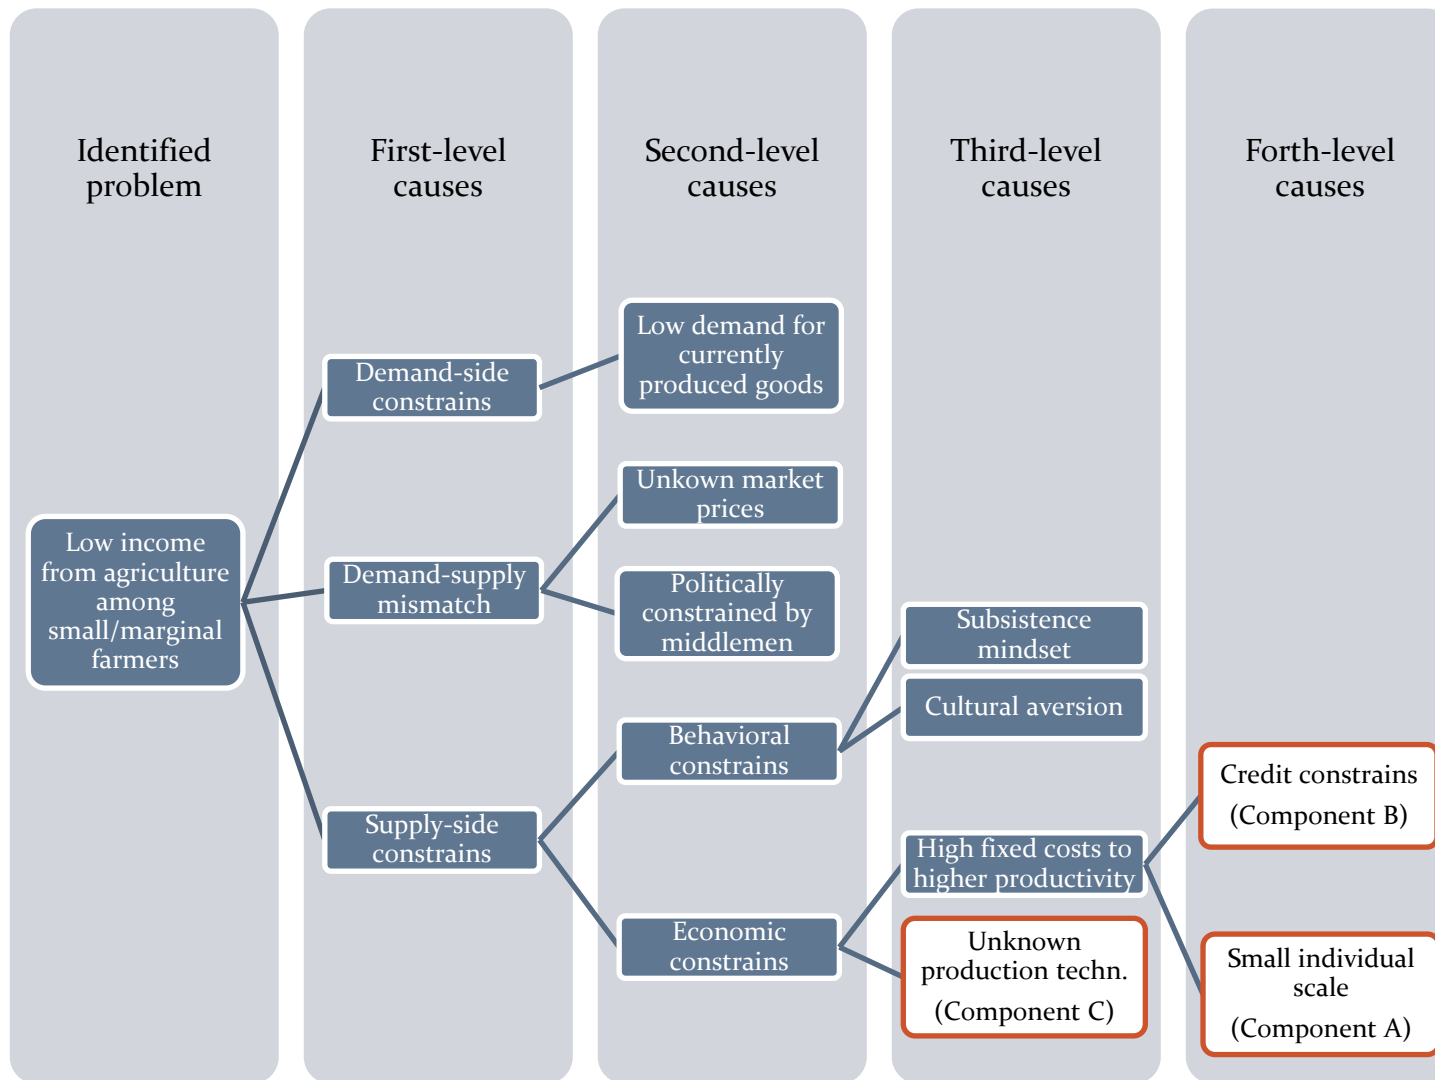 Identified
problem
First-level
causes
Second-level
causes
Third-level
causes
Forth-level
causes
Low income
from agriculture
among
small/marginal
farmers
Demand-side
constrains
Demand-supply
mismatch
Supply-side
constrains
Low demand for
currently
produced goods
Unkown market
prices
Politically
constrained by
middlemen
Behavioral
constrains
Economic
constrains
Subsistence
mindset
Cultural aversion
High fixed costs to
higher productivity
Unknown
production techn.
(Component C)
Credit constrains
(Component B)
Small individual
scale
(Component A)